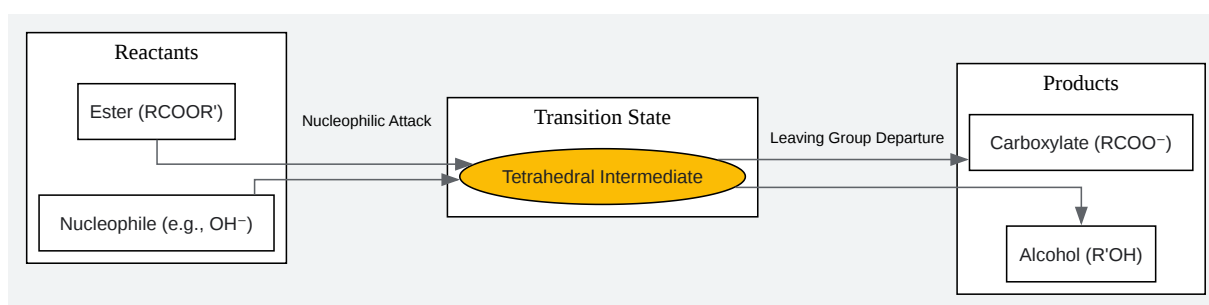 Reactants
Ester (RCOOR')
Nucleophile (e.g., OH⁻)
Nucleophilic Attack
Transition State
Tetrahedral Intermediate
Leaving Group Departure
Products
Carboxylate (RCOO⁻)
Alcohol (R'OH)